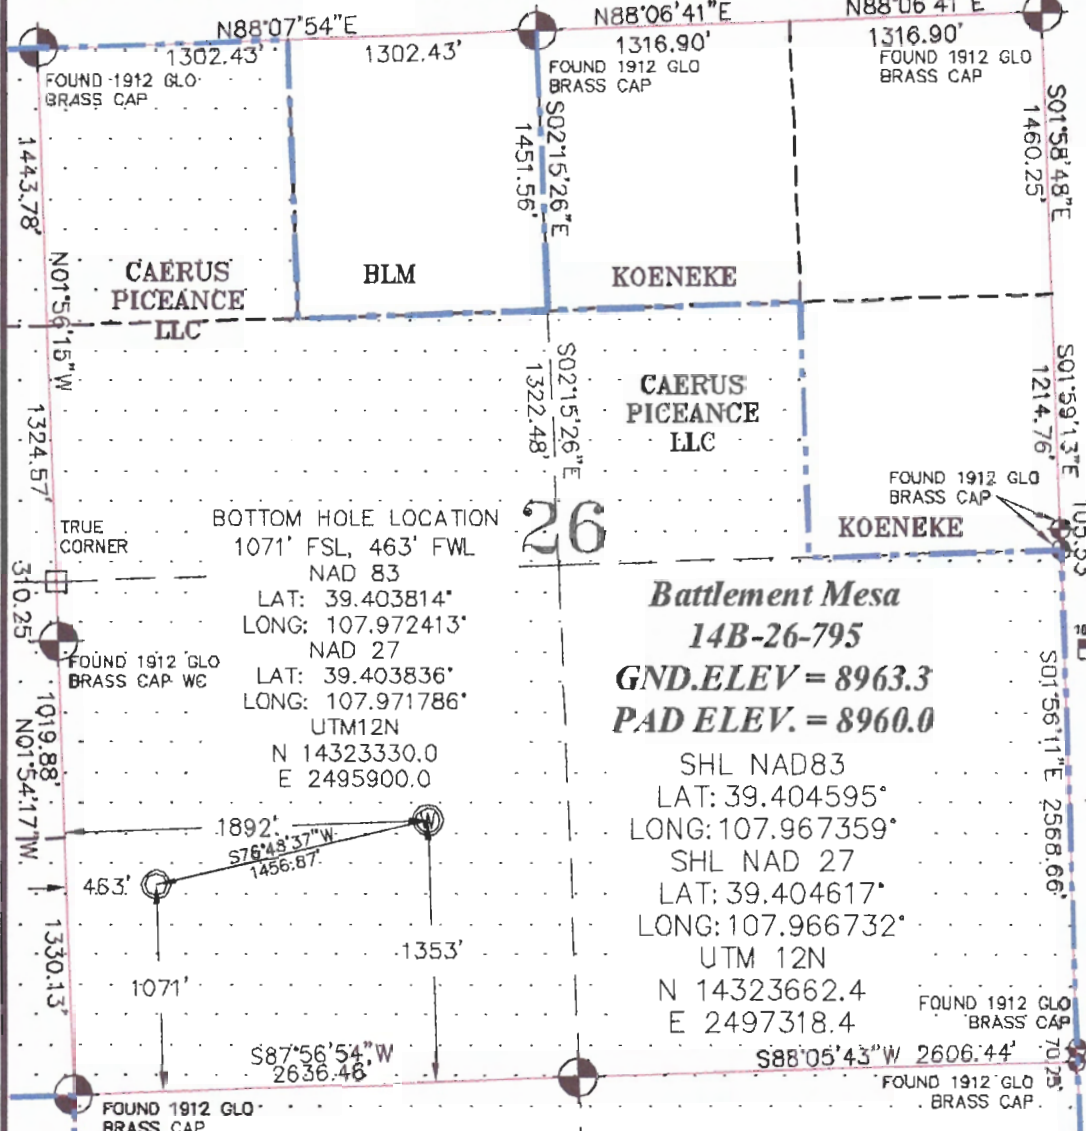 N88°07'54"E
N88°06'41"E
N88°06'41"E
1302.43'
1302.43'
1316.90'
1316.90'
FOUND 1912 GLO
BRASS CAP
FOUND 1912 GLO
BRASS CAP
FOUND 1912 GLO
BRASS CAP
1443.78'
N01°56'15"W
1451.56'
S02°15'26"E
1460.25'
S01°58'48"E
CAERUS
PICEANCE
LLC
BLM
KOENEKE
1324.57'
1322.48'
S02°15'26"E
CAERUS
PICEANCE
LLC
1214.76'
S01°59'13"E
FOUND 1912 GLO
BRASS CAP
KOENEKE
TRUE
CORNER
26
BOTTOM HOLE LOCATION
1071' FSL, 463' FWL
NAD 83
LAT: 39.403814°
LONG: 107.972413°
NAD 27
LAT: 39.403836°
LONG: 107.971786°
UTM12N
N 14323330.0
E 2495900.0
310.25'
FOUND 1912 GLO
BRASS CAP WC
1019.88'
N01°54'17"W
Battlement Mesa
14B-26-795
GND.ELEV = 8963.3
PAD ELEV. = 8960.0
SHL NAD83
LAT: 39.404595°
LONG: 107.967359°
SHL NAD 27
LAT: 39.404617°
LONG: 107.966732°
UTM 12N
N 14323662.4
E 2497318.4
S01°56'11"E 2568.66'
1892'
W
S76°48'37"W
1456.87'
463'
1330.13'
1071'
1353'
S87°56'54"W
2636.46'
S88°05'43"W 2606.44'
70.25'
FOUND 1912 GLO
BRASS CAP
FOUND 1912 GLO
BRASS CAP
FOUND 1912 GLO
BRASS CAP